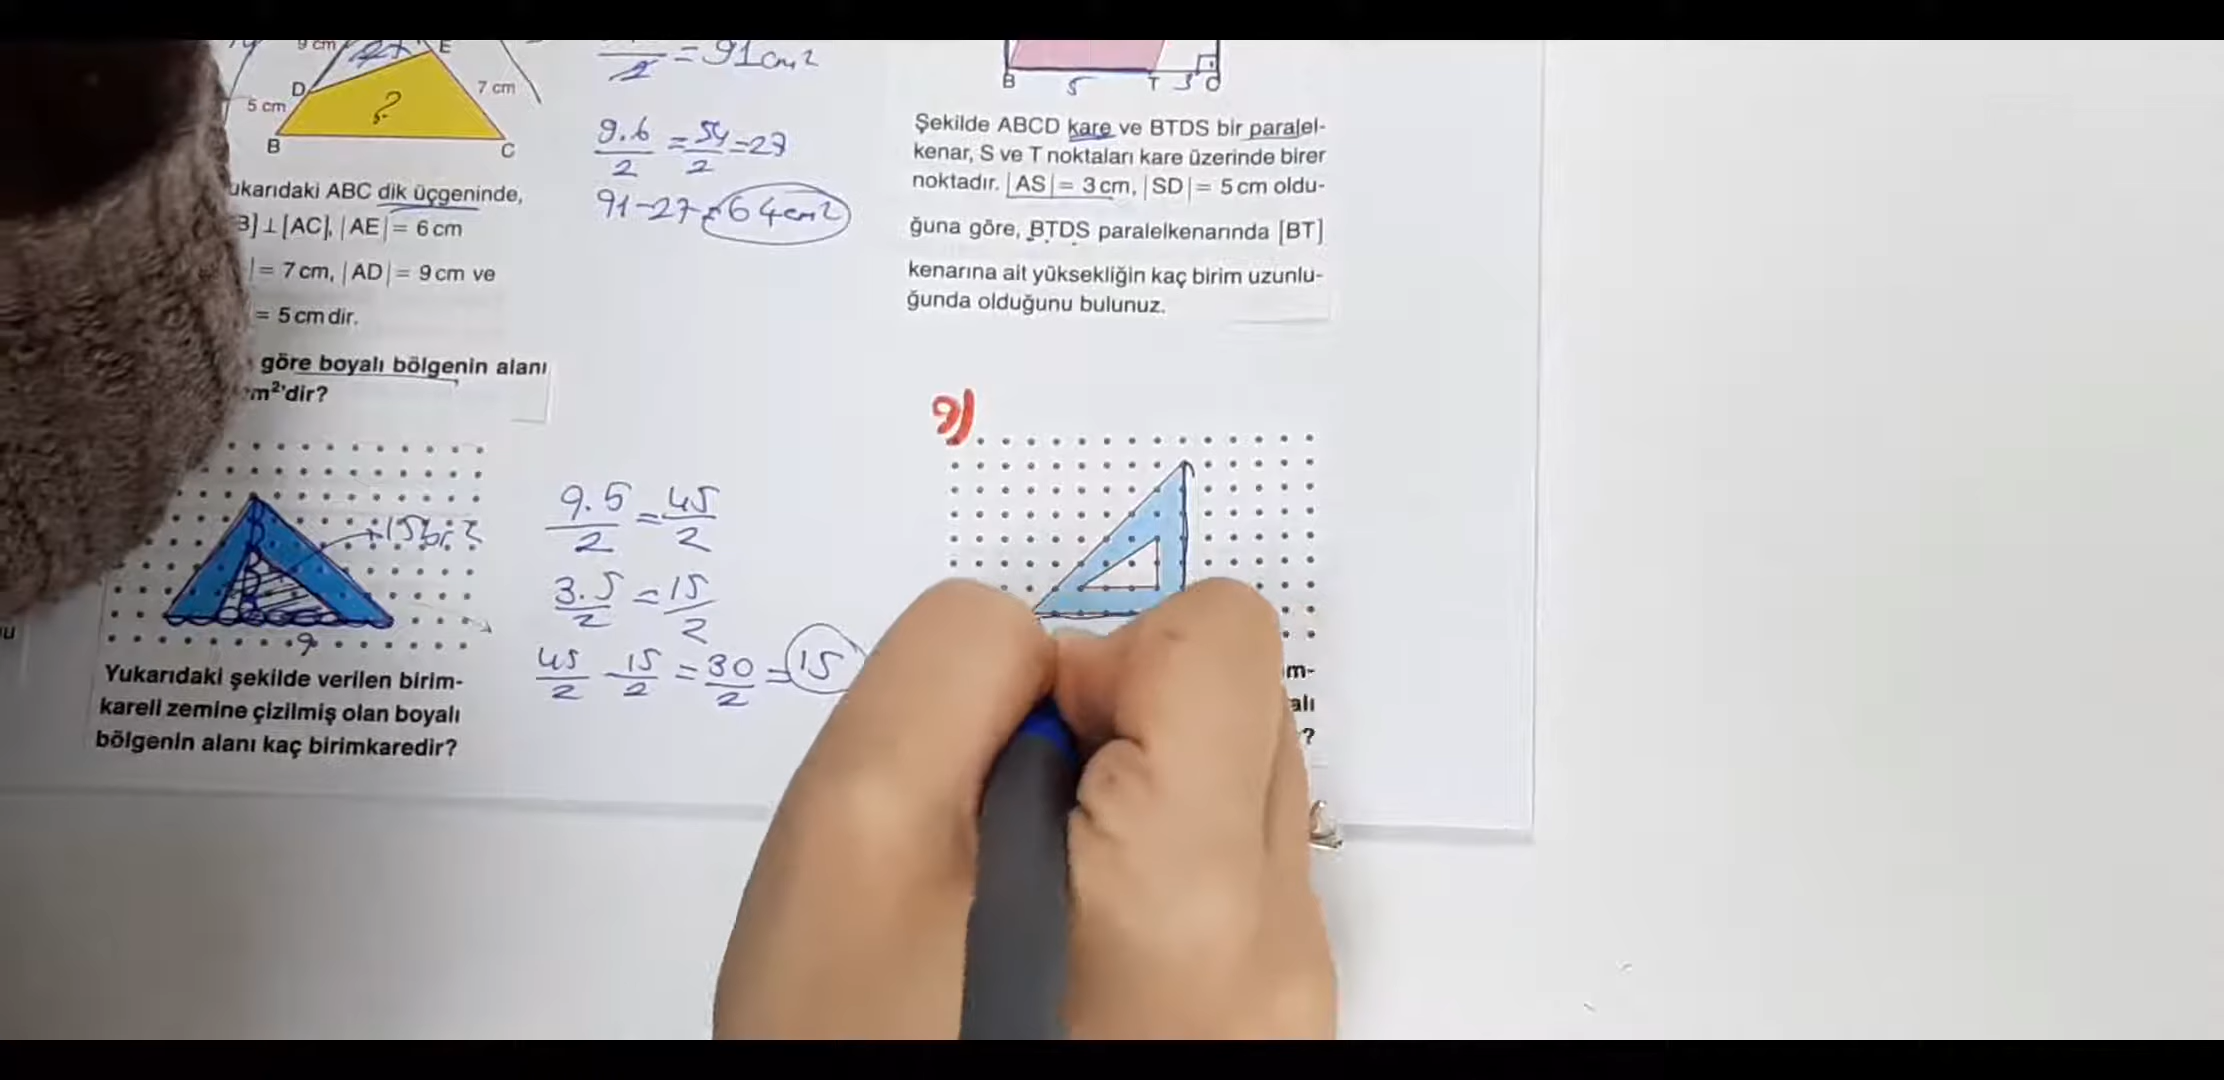 9 cm
E
D
7 cm
5 cm
?
B
C
ukarıdaki ABC dik üçgeninde,
B]⊥[AC], |AE|= 6 cm
|= 7 cm, |AD|= 9 cm ve
= 5 cm dir.
göre boyalı bölgenin alanı
m²'dir?
2 = 91 cm²
9.6/2 = 54/2 = 27
91-27 = 64 cm²
15br²
9
Yukarıdaki şekilde verilen birim-
kareli zemine çizilmiş olan boyalı
bölgenin alanı kaç birimkaredir?
9.5/2 = 45/2
3.5/2 = 15/2
45/2 - 15/2 = 30/2 = 15
B 5 T 3 C
Şekilde ABCD kare ve BTDS bir paralel-
kenar, S ve T noktaları kare üzerinde birer
noktadır. |AS|= 3 cm, |SD|= 5 cm oldu-
ğuna göre, BTDS paralelkenarında [BT]
kenarına ait yüksekliğin kaç birim uzunlu-
ğunda olduğunu bulunuz.
9)
m-
alı
?